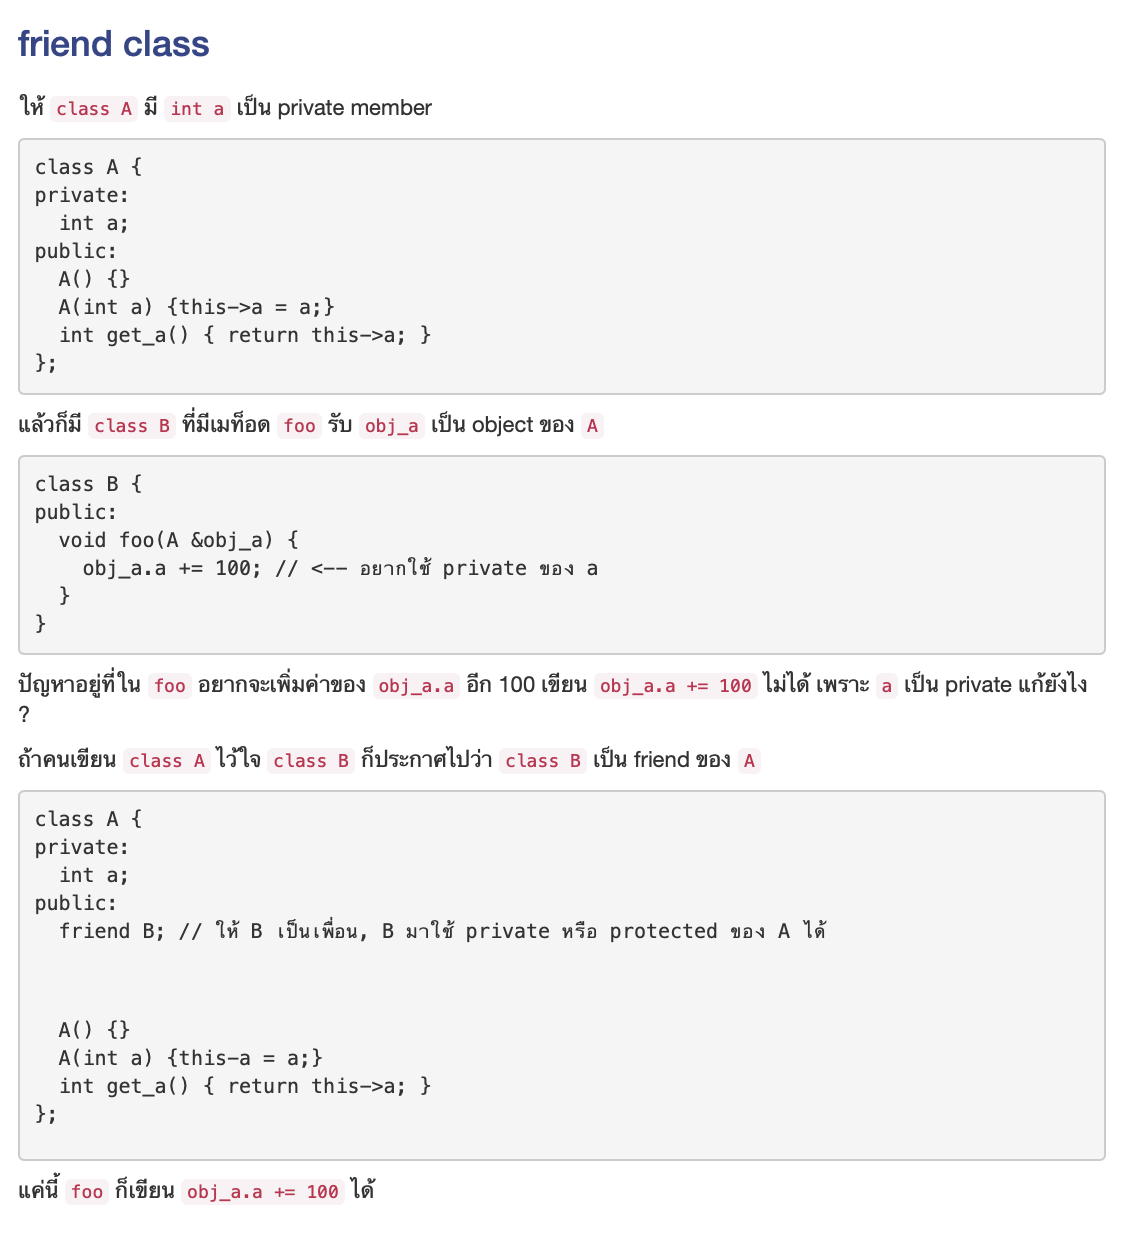 friend class
ให้ class A มี int a เป็น private member
class A {
private:
  int a;
public:
  A() {}
  A(int a) {this->a = a;}
  int get_a() { return this->a; }
};
แล้วก็มี class B ที่มีเมท็อด foo รับ obj_a เป็น object ของ A
class B {
public:
  void foo(A &obj_a) {
    obj_a.a += 100; // <-- อยากใช้ private ของ a
  }
}
ปัญหาอยู่ที่ใน foo อยากจะเพิ่มค่าของ obj_a.a อีก 100 เขียน obj_a.a += 100 ไม่ได้ เพราะ a เป็น private แก้ยังไง
?
ถ้าคนเขียน class A ไว้ใจ class B ก็ประกาศไปว่า class B เป็น friend ของ A
class A {
private:
  int a;
public:
  friend B; // ให้ B เป็นเพื่อน, B มาใช้ private หรือ protected ของ A ได้
  A() {}
  A(int a) {this-a = a;}
  int get_a() { return this->a; }
};
แค่นี้ foo ก็เขียน obj_a.a += 100 ได้